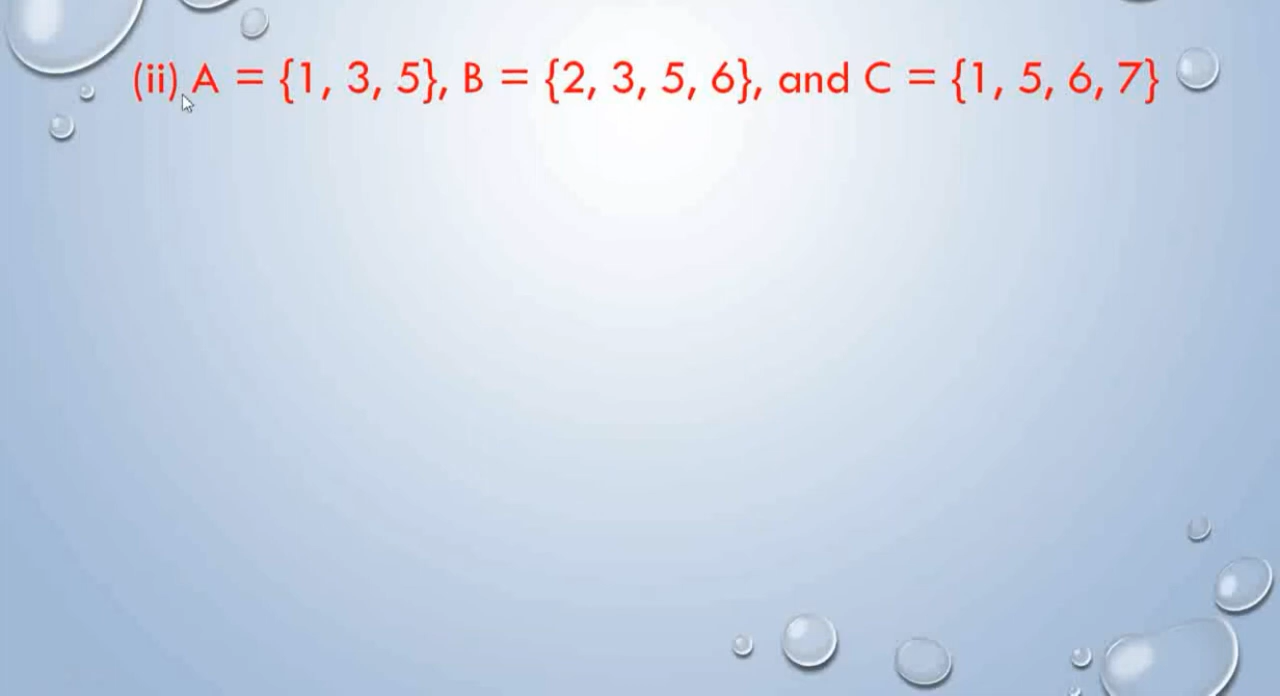 (ii) A = {1, 3, 5}, B = {2, 3, 5, 6}, and C = {1, 5, 6, 7}